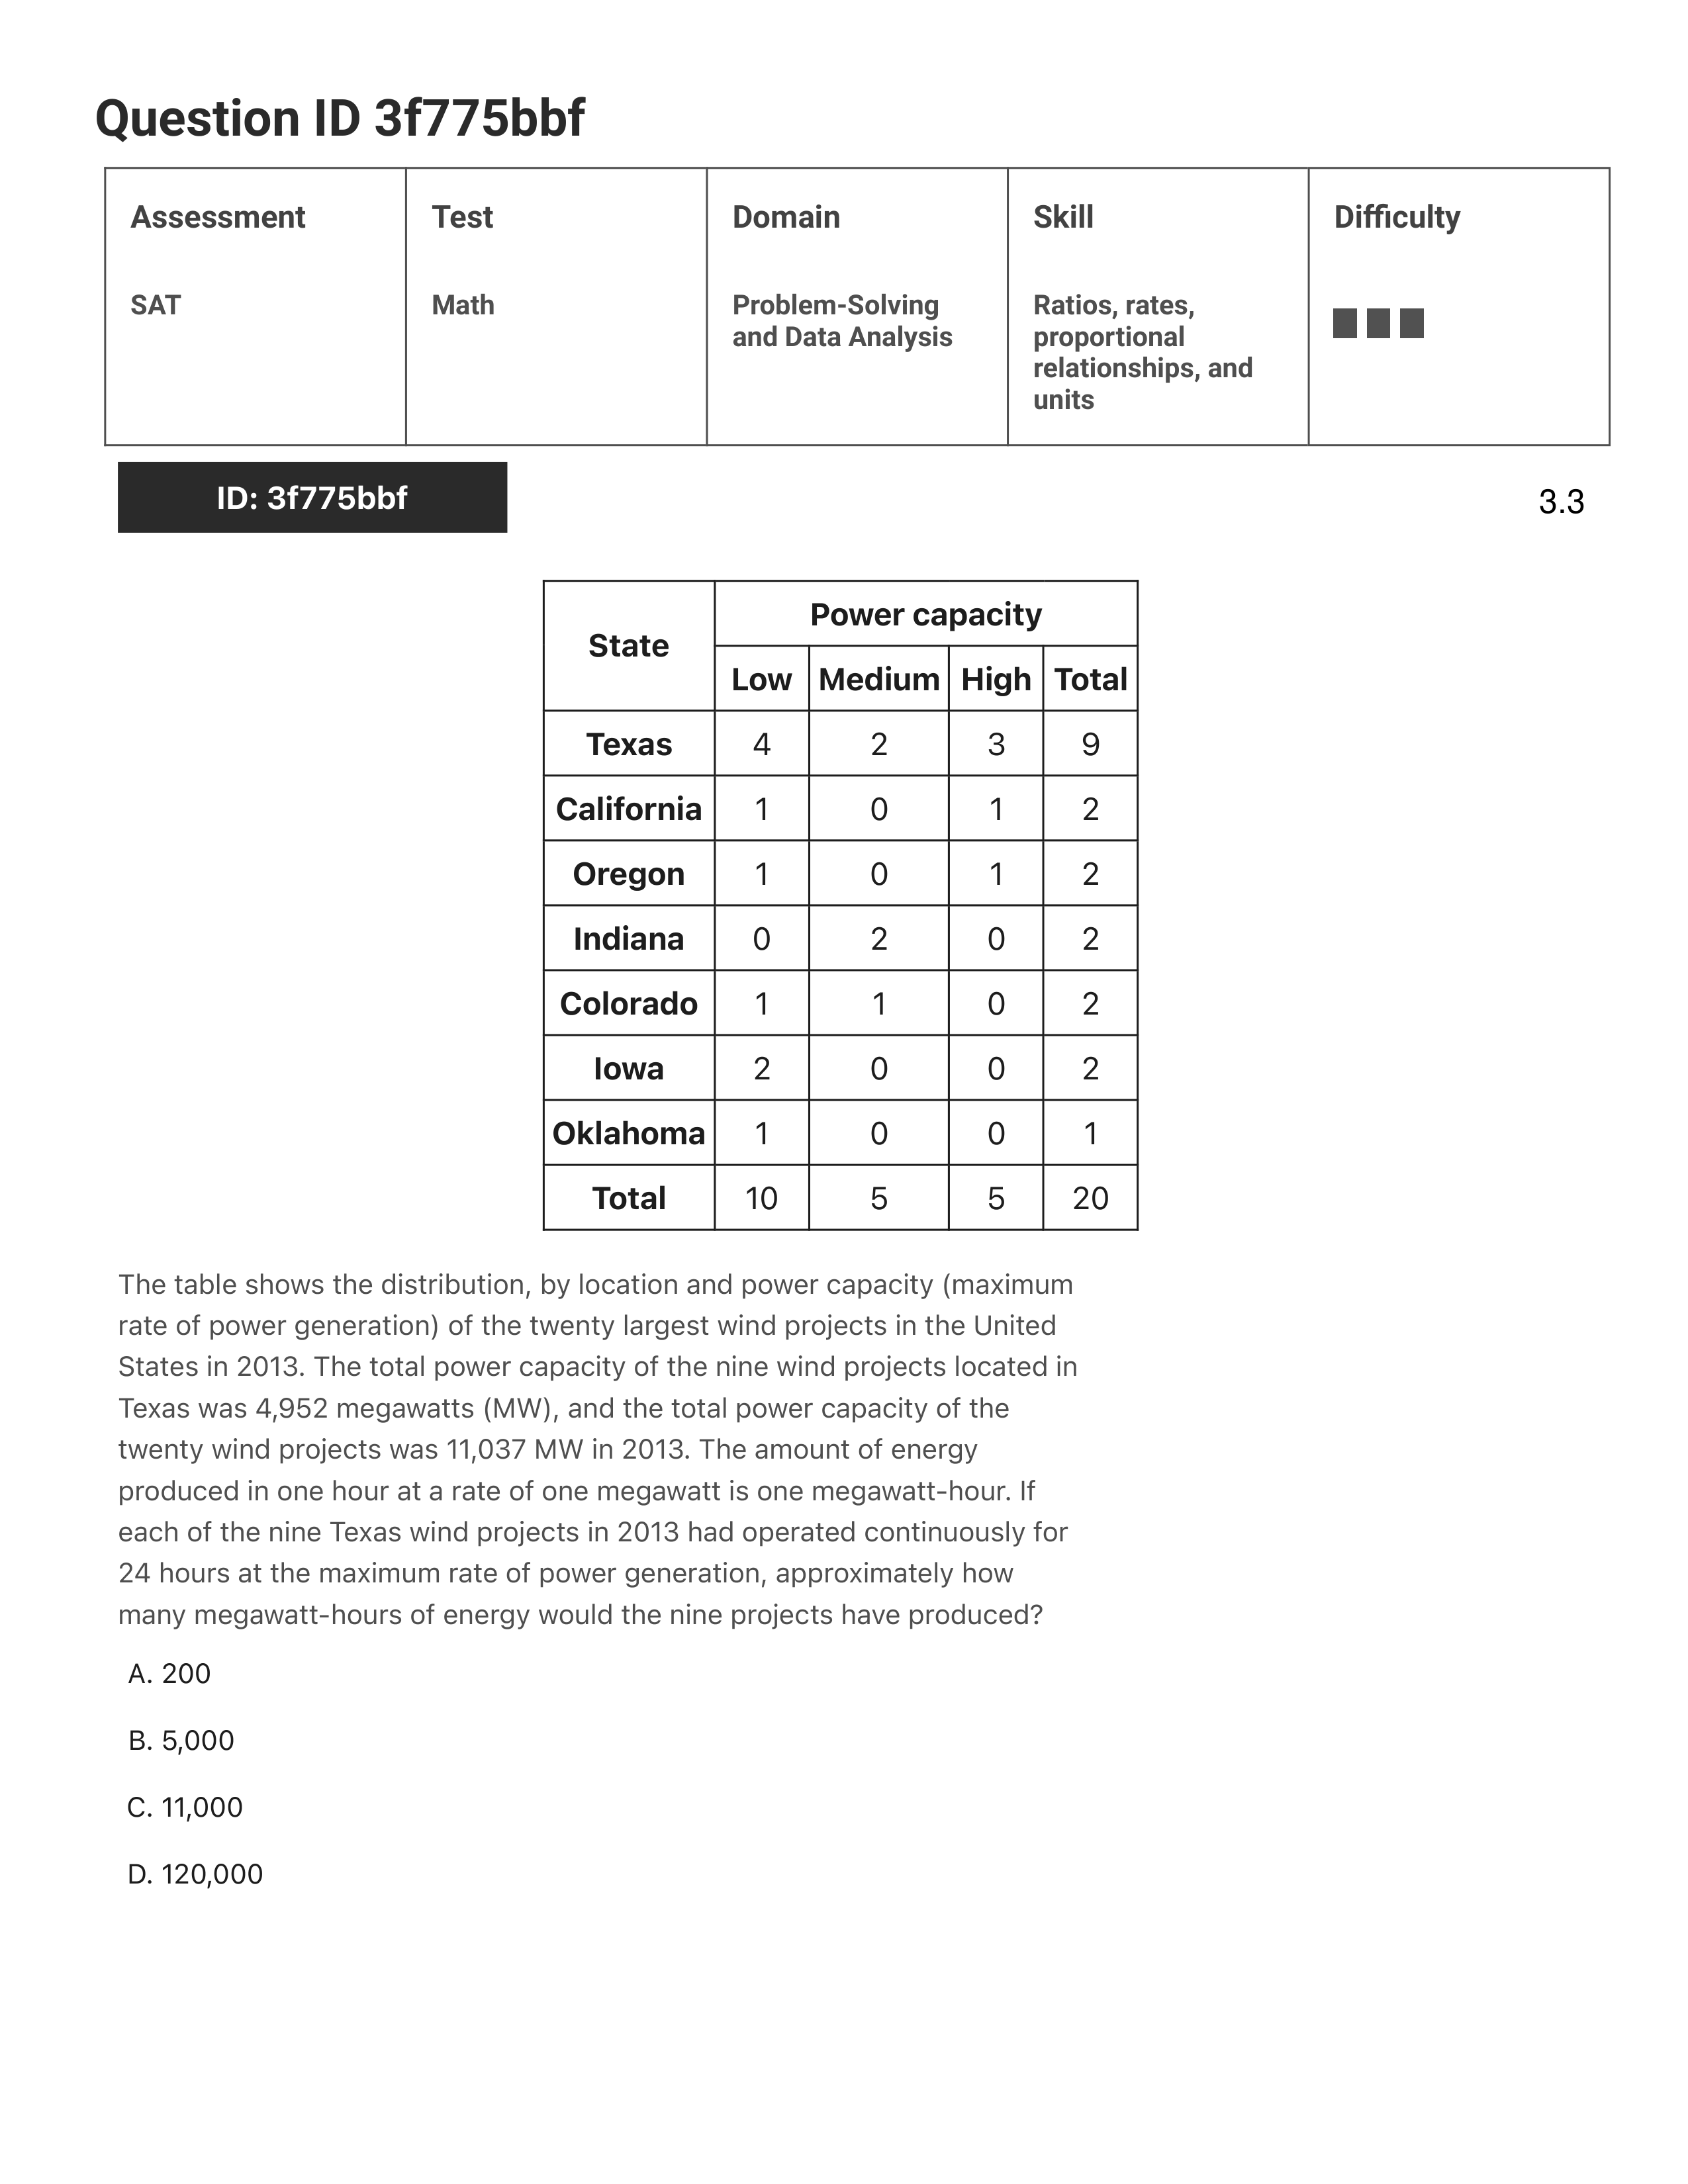 Question ID 3f775bbf
Assessment Test Domain Skill Difficulty
SAT Math Problem-Solving and Data Analysis Ratios, rates, proportional relationships, and units
ID: 3f775bbf 3.3
State Power capacity
Low Medium High Total
Texas 4 2 3 9
California 1 0 1 2
Oregon 1 0 1 2
Indiana 0 2 0 2
Colorado 1 1 0 2
Iowa 2 0 0 2
Oklahoma 1 0 0 1
Total 10 5 5 20
The table shows the distribution, by location and power capacity (maximum
rate of power generation) of the twenty largest wind projects in the United
States in 2013. The total power capacity of the nine wind projects located in
Texas was 4,952 megawatts (MW), and the total power capacity of the
twenty wind projects was 11,037 MW in 2013. The amount of energy
produced in one hour at a rate of one megawatt is one megawatt-hour. If
each of the nine Texas wind projects in 2013 had operated continuously for
24 hours at the maximum rate of power generation, approximately how
many megawatt-hours of energy would the nine projects have produced?
A. 200
B. 5,000
C. 11,000
D. 120,000